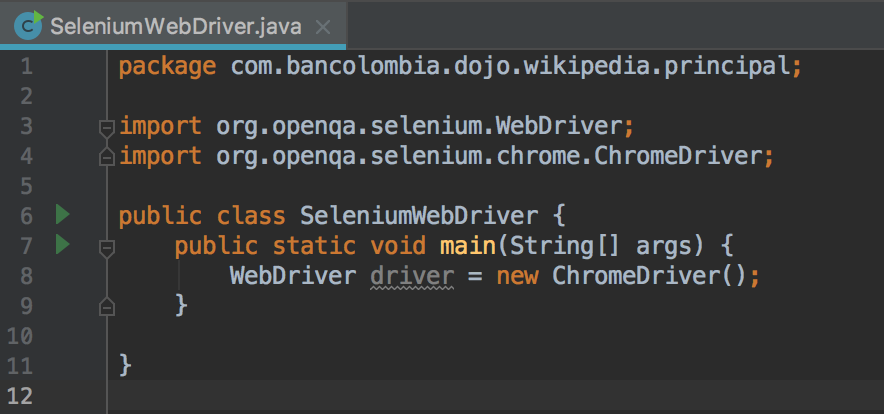 SeleniumWebDriver.java
1 package com.bancolombia.dojo.wikipedia.principal;
2
3 import org.openqa.selenium.WebDriver;
4 import org.openqa.selenium.chrome.ChromeDriver;
5
6 public class SeleniumWebDriver {
7 public static void main(String[] args) {
8 WebDriver driver = new ChromeDriver();
9 }
10
11 }
12